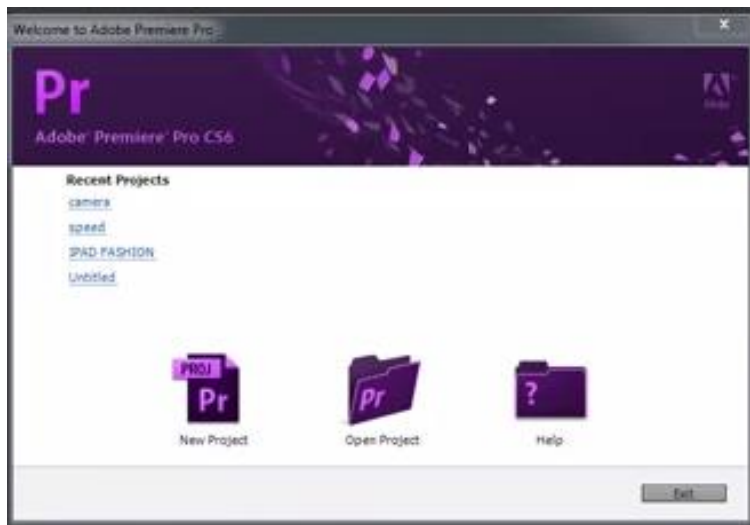 Welcome to Adobe Premiere Pro
x
Pr
Adobe® Premiere® Pro CS6
Adobe
Recent Projects
camera
speed
IPAD FASHION
Untitled
PROJ
Pr
Pr
?
New Project
Open Project
Help
Exit